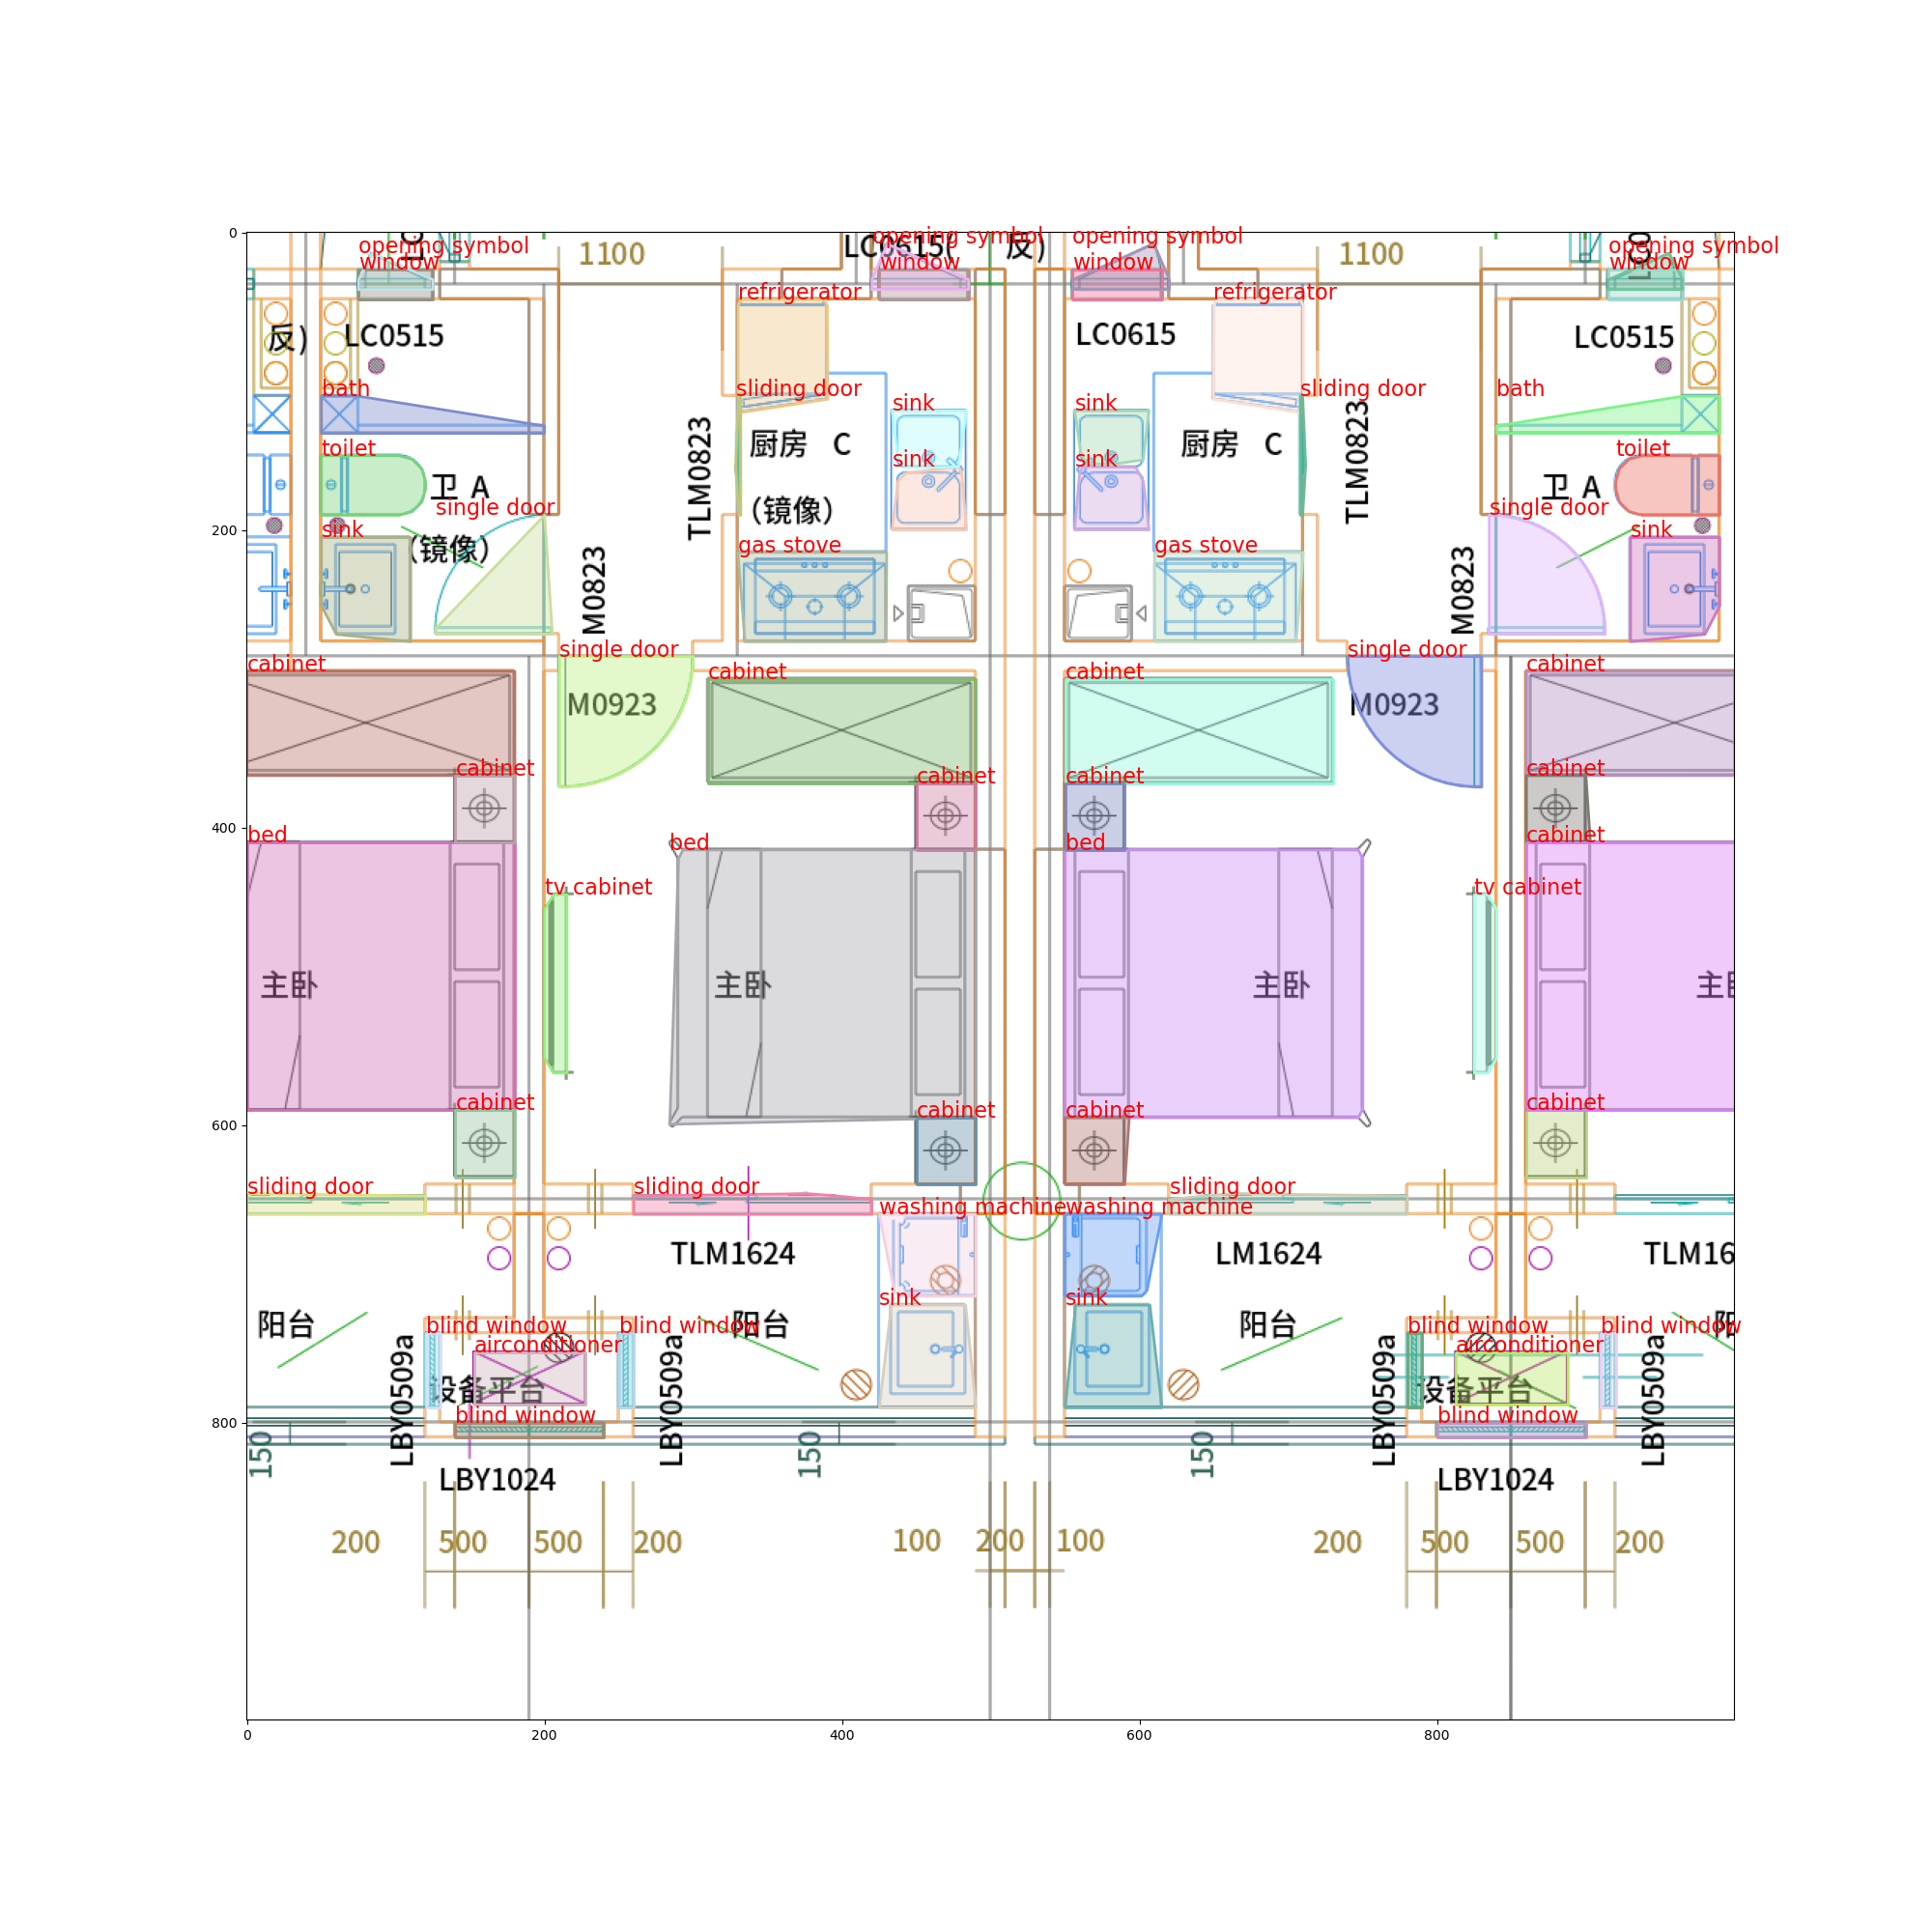 0
200
400
600
800
0
200
400
600
800
opening symbol
window
1100
LC0615(
反)
opening symbol
window
opening symbol
window
1100
opening symbol
window
refrigerator
refrigerator
反)
LC0515
LC0615
LC0515
bath
sliding door
sliding door
bath
sink
sink
toilet
厨房 C
厨房 C
toilet
sink
sink
卫 A
卫 A
TLM0823
TLM0823
single door
(镜像)
single door
sink
sink
(镜像)
gas stove
gas stove
M0823
M0823
single door
single door
cabinet
cabinet
cabinet
cabinet
M0923
M0923
cabinet
cabinet
cabinet
cabinet
bed
bed
bed
cabinet
tv cabinet
tv cabinet
主卧
主卧
主卧
主
cabinet
cabinet
cabinet
cabinet
sliding door
sliding door
sliding door
washing machine
washing machine
TLM1624
LM1624
TLM16
sink
sink
阳台
阳台
阳台
blind window
blind window
blind window
blind window
airconditioner
airconditioner
设备平台
设备平台
LBY0509a
LBY0509a
LBY0509a
LBY0509a
blind window
blind window
150
150
150
LBY1024
LBY1024
200
500
500
200
100
200
100
200
500
500
200